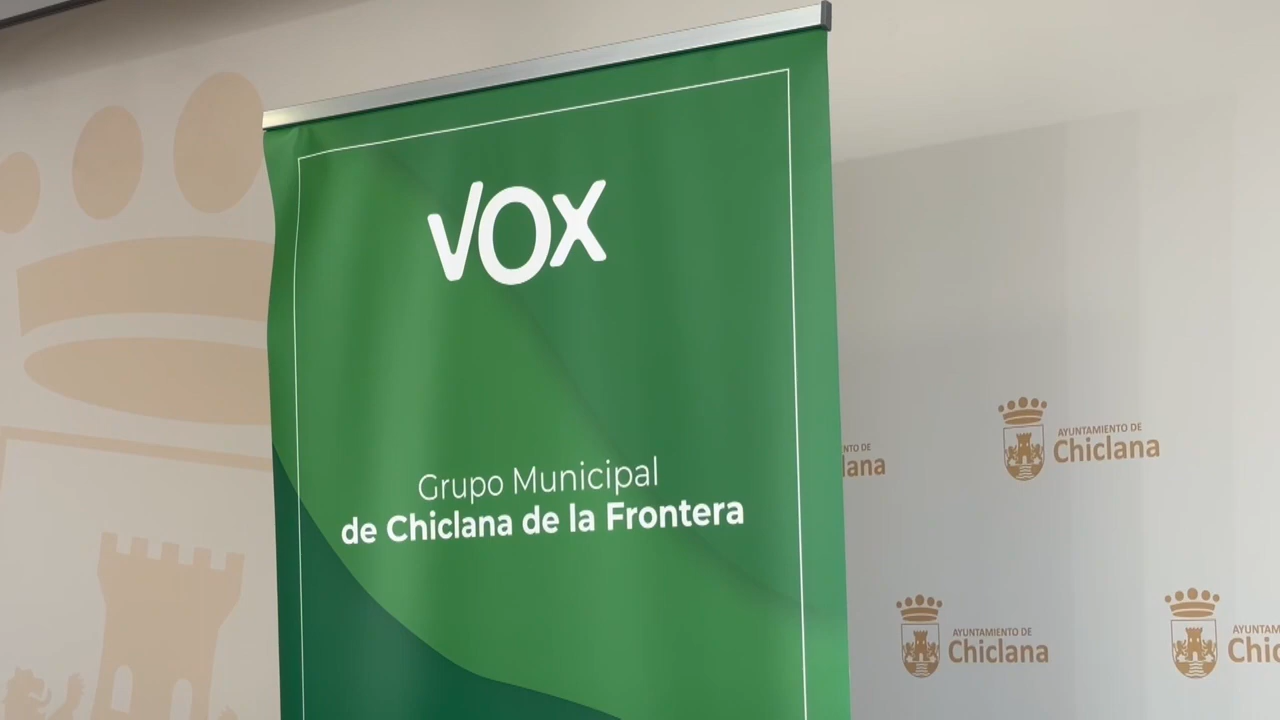 VOX
Grupo Municipal
de Chiclana de la Frontera
AYUNTAMIENTO DE
Chiclana
AYUNTAMIENTO DE
Chiclana